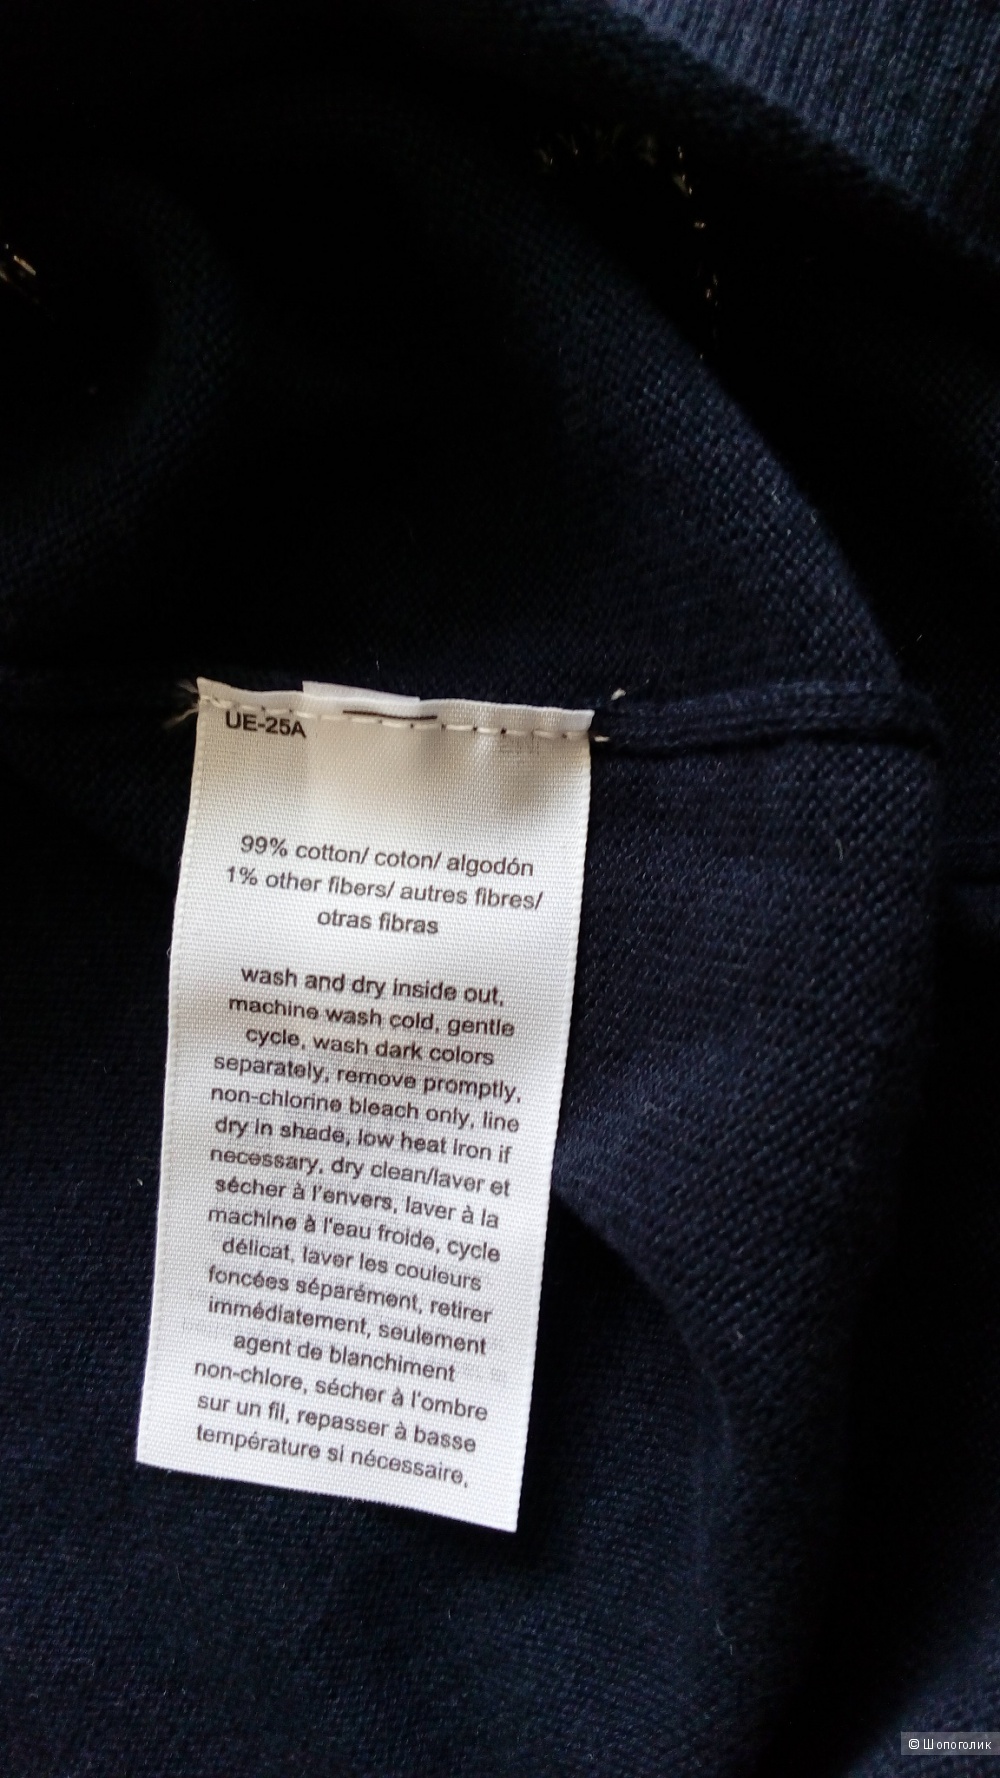 UE-25A
99% cotton/ coton/ algodón
1% other fibers/ autres fibres/
otras fibras
wash and dry inside out,
machine wash cold, gentle
cycle, wash dark colors
separately, remove promptly,
non-chlorine bleach only, line
dry in shade, low heat iron if
necessary, dry clean/laver et
sécher à l'envers, laver à la
machine à l'eau froide, cycle
délicat, laver les couleurs
foncées séparément, retirer
immédiatement, seulement
agent de blanchiment
non-chlore, sécher à l'ombre
sur un fil, repasser à basse
température si nécessaire,
© Шопоголик